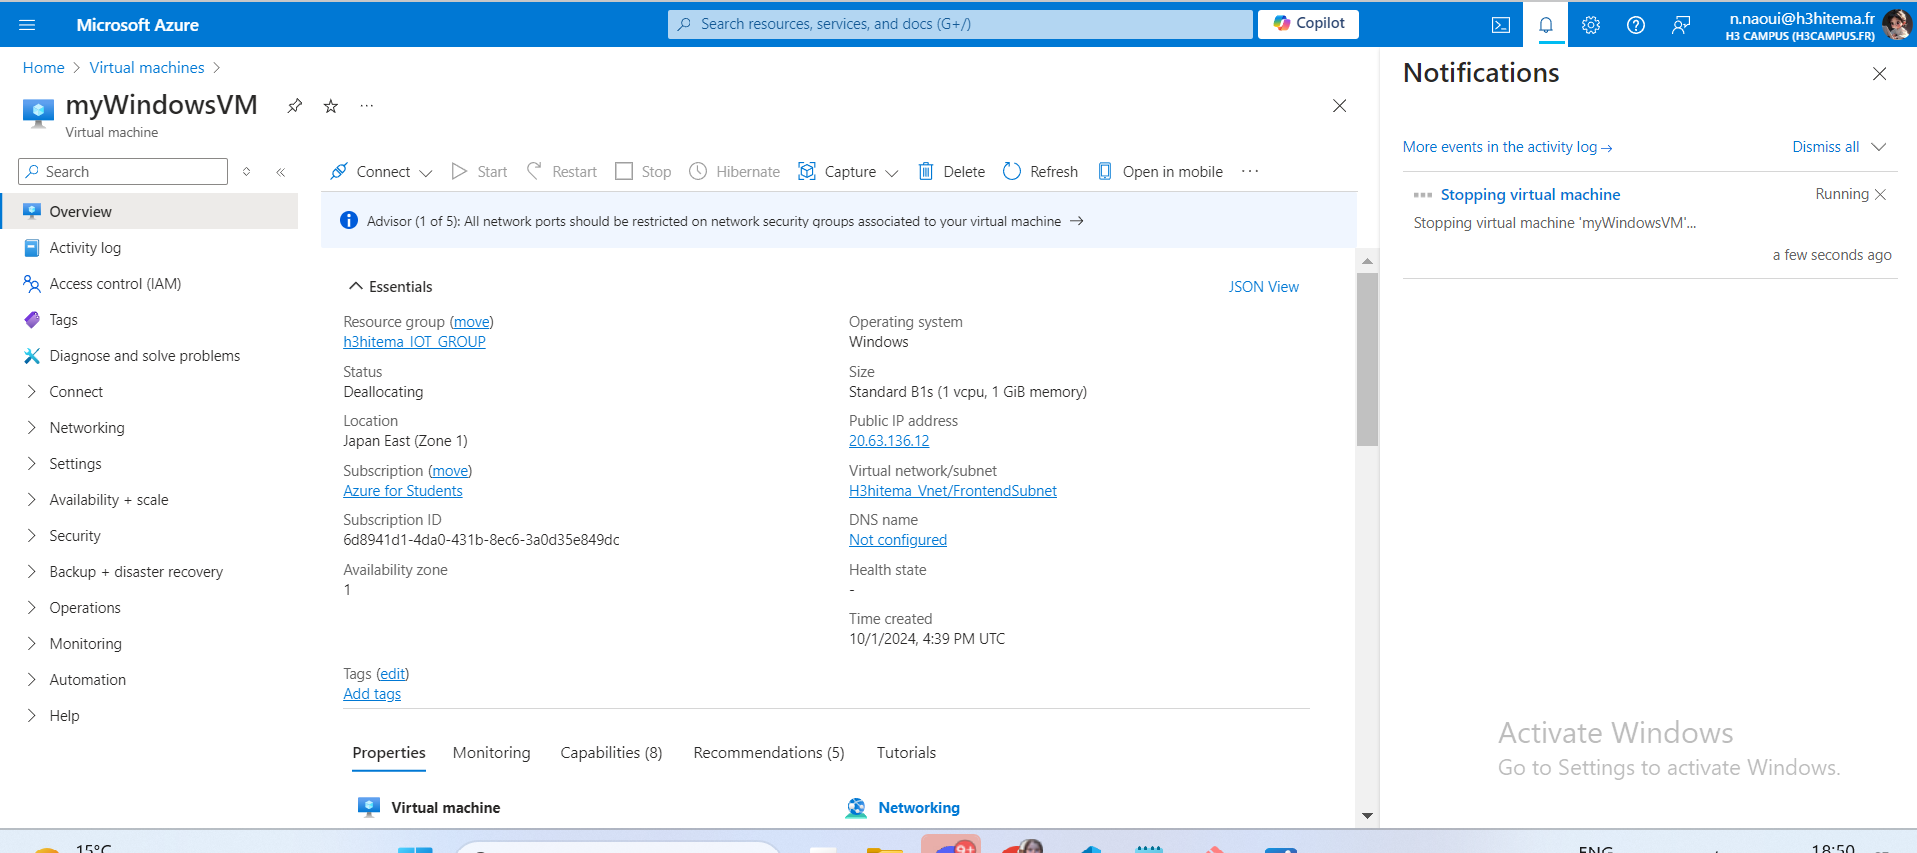 Microsoft Azure
Search resources, services, and docs (G+/)
Copilot
n.naoui@h3hitema.fr
H3 CAMPUS (H3CAMPUS.FR)
Home > Virtual machines >
myWindowsVM
Virtual machine
Search
Overview
Activity log
Access control (IAM)
Tags
Diagnose and solve problems
Connect
Networking
Settings
Availability + scale
Security
Backup + disaster recovery
Operations
Monitoring
Automation
Help
Connect Start Restart Stop Hibernate Capture Delete Refresh Open in mobile ...
Advisor (1 of 5): All network ports should be restricted on network security groups associated to your virtual machine →
Essentials
JSON View
Resource group (move)
h3hitema_IOT_GROUP
Status
Deallocating
Location
Japan East (Zone 1)
Subscription (move)
Azure for Students
Subscription ID
6d8941d1-4da0-431b-8ec6-3a0d35e849dc
Availability zone
1
Operating system
Windows
Size
Standard B1s (1 vcpu, 1 GiB memory)
Public IP address
20.63.136.12
Virtual network/subnet
H3hitema_Vnet/FrontendSubnet
DNS name
Not configured
Health state
-
Time created
10/1/2024, 4:39 PM UTC
Tags (edit)
Add tags
Properties Monitoring Capabilities (8) Recommendations (5) Tutorials
Virtual machine
Networking
Notifications
More events in the activity log →
Dismiss all
Stopping virtual machine
Running
Stopping virtual machine 'myWindowsVM'...
a few seconds ago
Activate Windows
Go to Settings to activate Windows.
15°C
9+
ENG
18:50